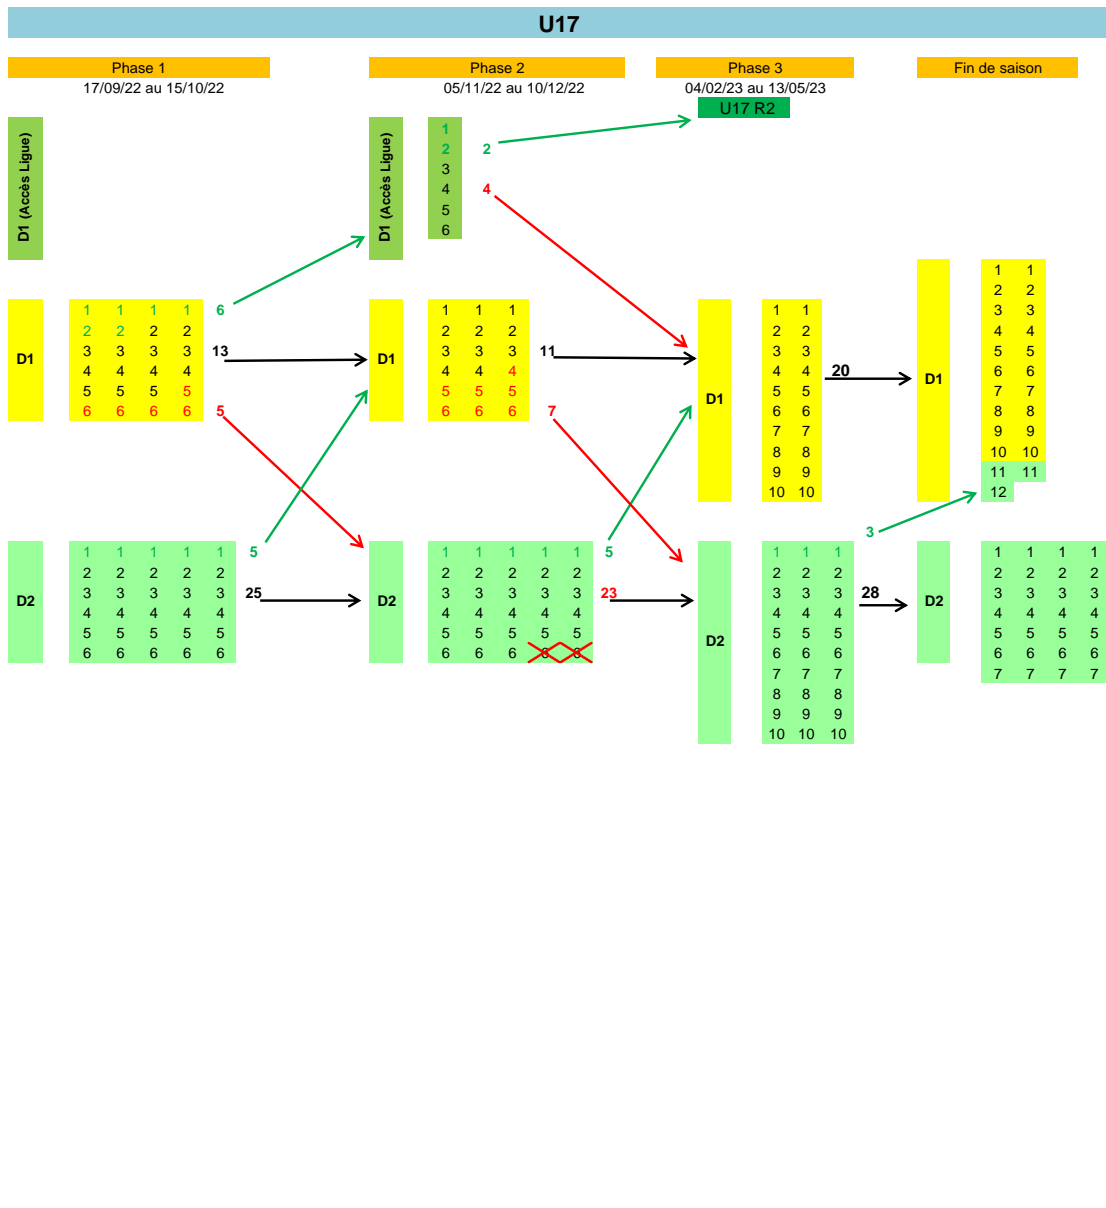 U17
Phase 1 Phase 2 Phase 3 Fin de saison
17/09/22 au 15/10/22 05/11/22 au 10/12/22 04/02/23 au 13/05/23
U17 R2
D1 (Accès Ligue)
D1 (Accès Ligue)
1
2 2
3
4 4
5
6
1 1
2 2
1 1 1 1 6 1 1 1 1 1 3 3
2 2 2 2 2 2 2 2 2 4 4
3 3 3 3 13 3 3 3 11 3 3 5 5
D1 D1
4 4 4 4 4 4 4 4 4 20 6 6
D1
5 5 5 5 5 5 5 5 5 7 7
D1
6 6 6 6 5 6 6 6 7 6 6 8 8
7 7 9 9
8 8 10 10
9 9 11 11
10 10 12
3
1 1 1 1 1 5 1 1 1 1 1 5 1 1 1 1 1 1 1
2 2 2 2 2 2 2 2 2 2 2 2 2 2 2 2 2
3 3 3 3 3 25 3 3 3 3 3 23 3 3 3 28 3 3 3 3
D2 D2 D2
4 4 4 4 4 4 4 4 4 4 4 4 4 4 4 4 4
5 5 5 5 5 5 5 5 5 5 5 5 5 5 5 5 5
D2
6 6 6 6 6 6 6 6 6 6 6 6 6 6 6 6 6
7 7 7 7 7 7 7
8 8 8
9 9 9
10 10 10